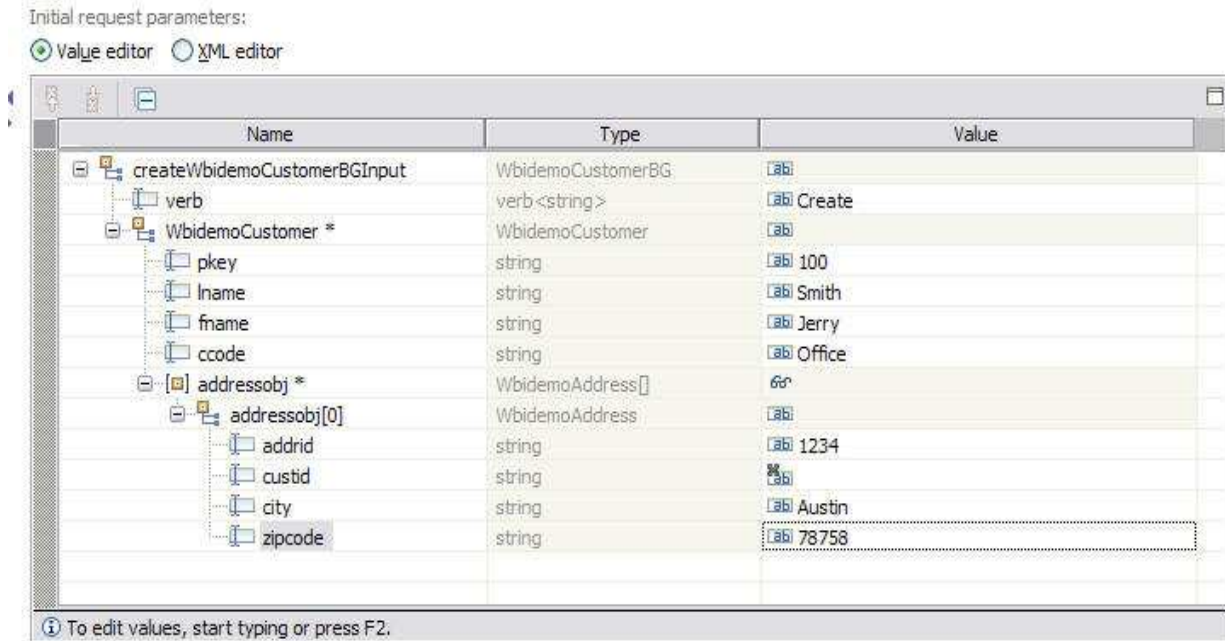 Initial request parameters:
Value editor XML editor
Name Type Value
createWbidemoCustomerBGInput WbidemoCustomerBG
verb verb<string> Create
WbidemoCustomer * WbidemoCustomer
pkey string 100
lname string Smith
fname string Jerry
ccode string Office
addressobj * WbidemoAddress[]
addressobj[0] WbidemoAddress
addrid string 1234
custid string
city string Austin
zipcode string 78758
To edit values, start typing or press F2.